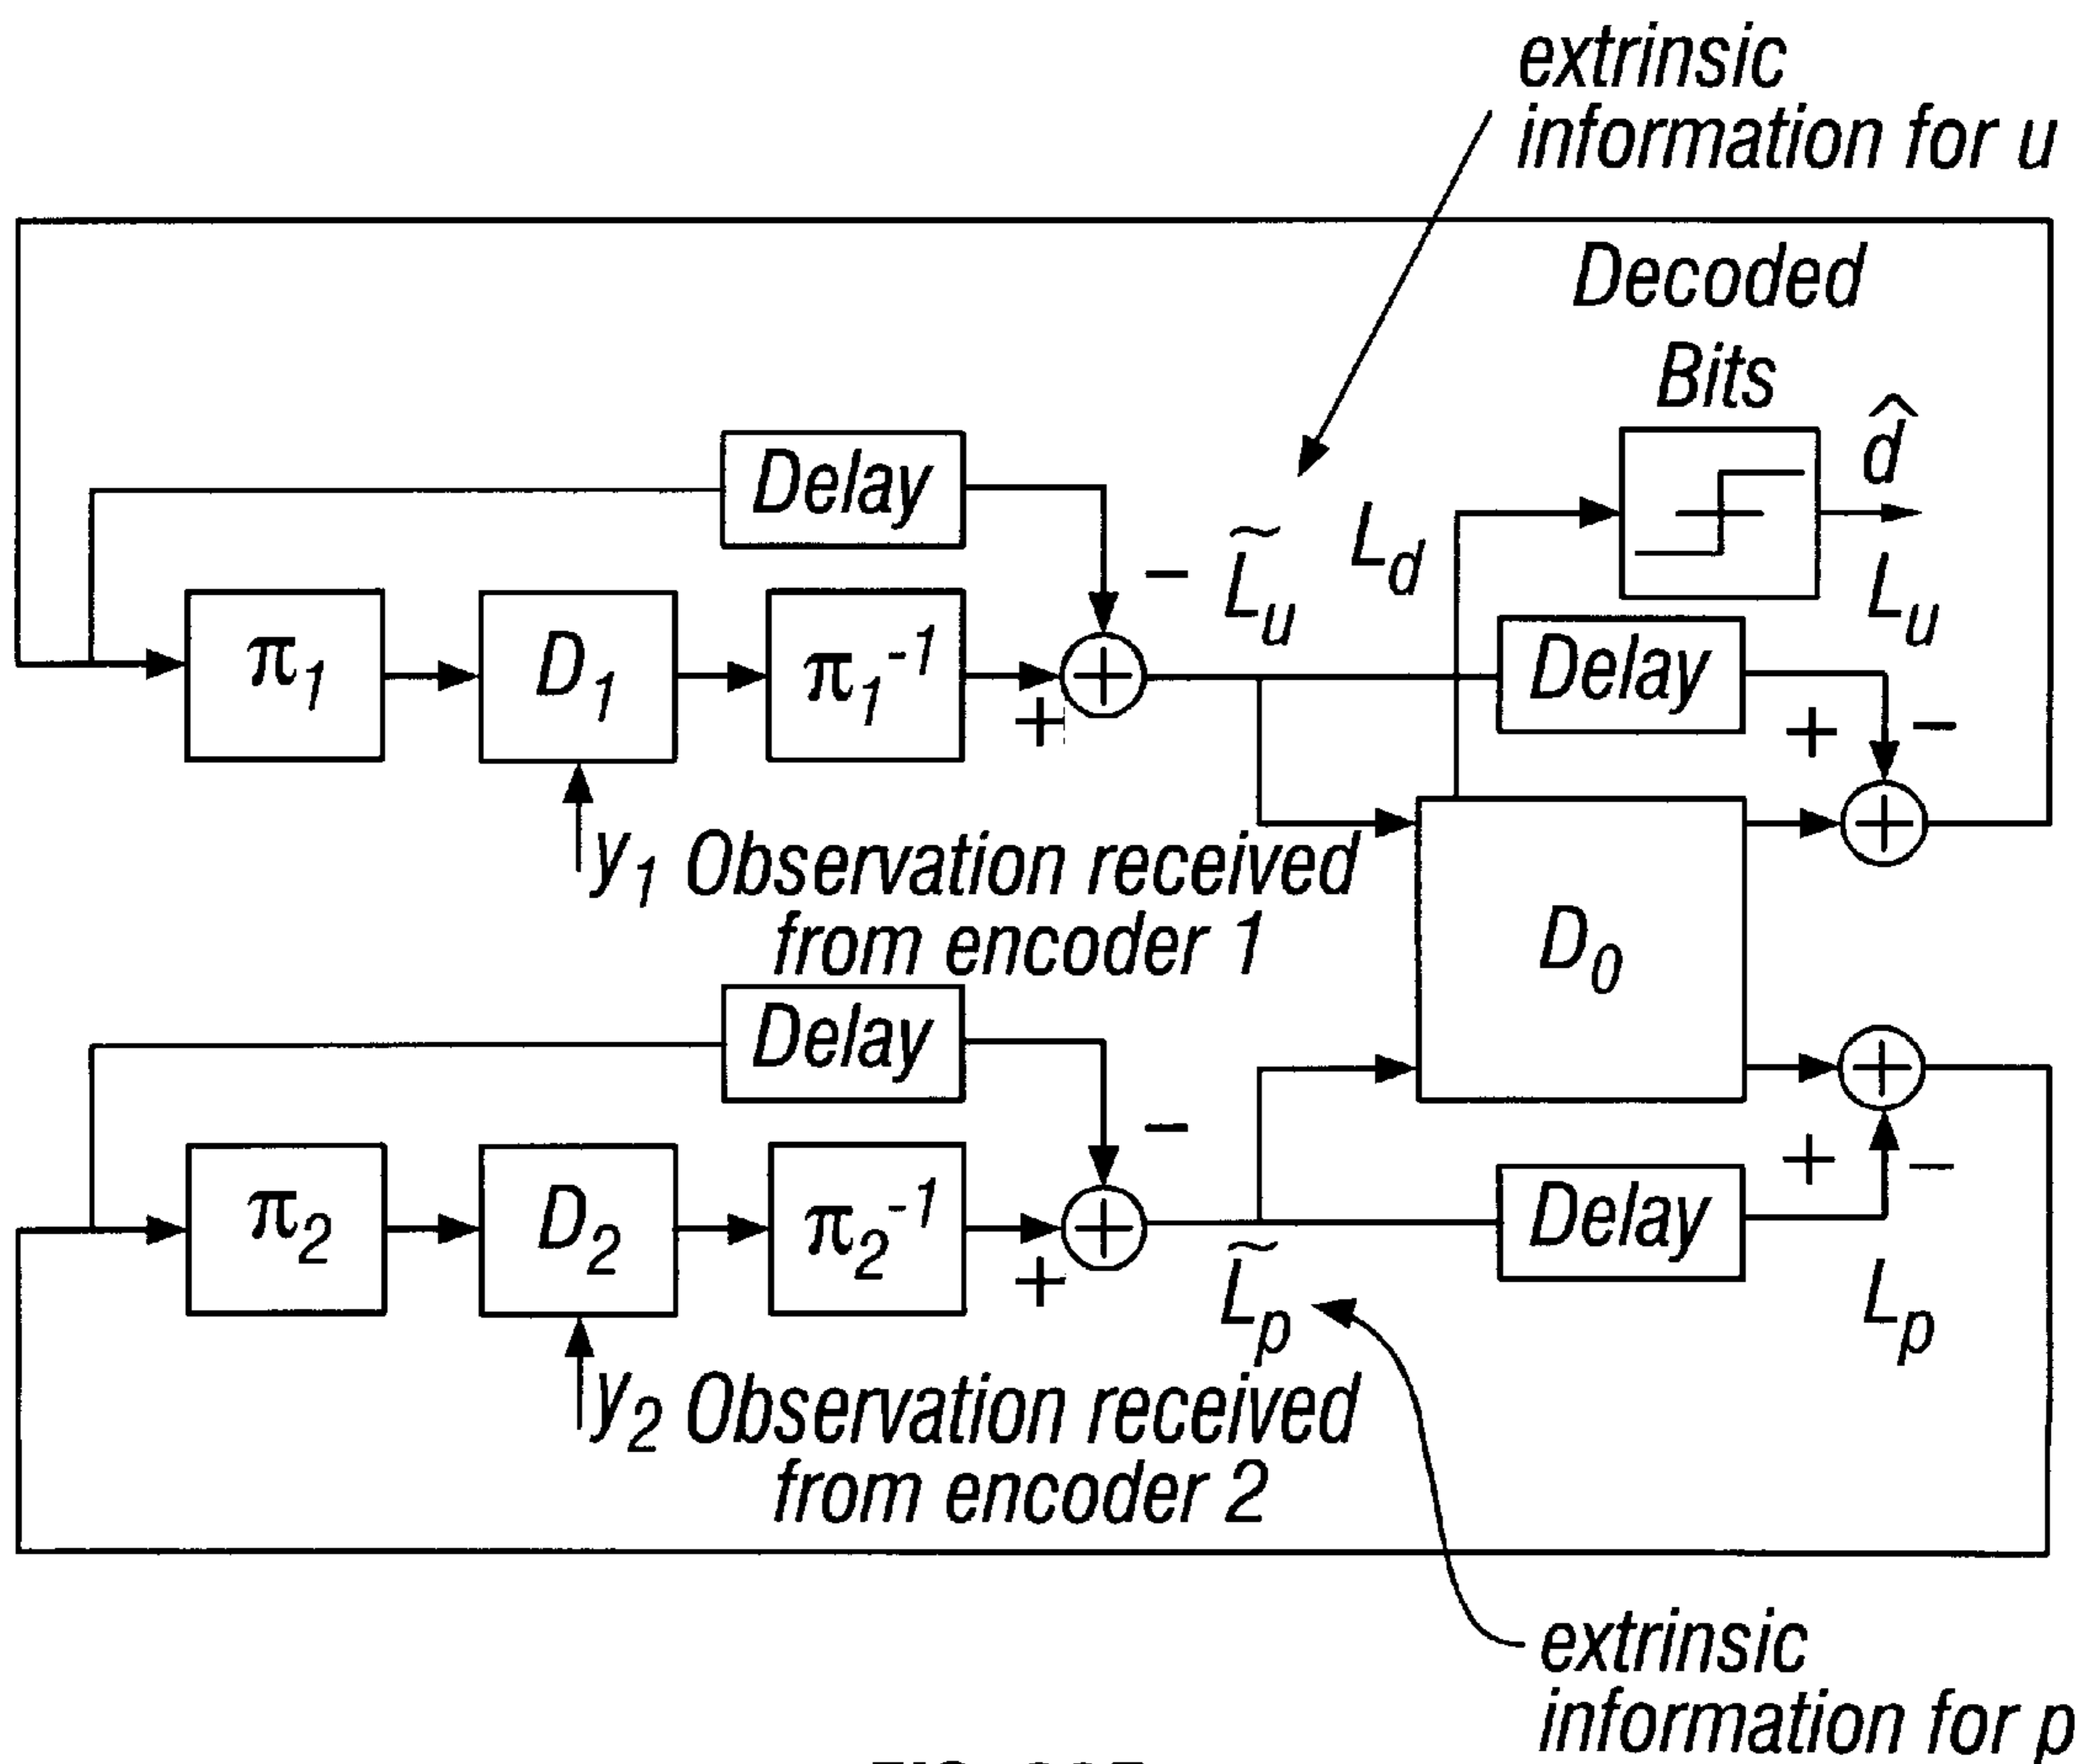 extrinsic
information for u
Decoded
Bits
d̂
Delay
− L̃u
Ld
Lu
π1
D1
π1⁻¹
+
Delay
+ −
y1 Observation received
from encoder 1
D0
Delay
−
π2
D2
π2⁻¹
+
L̃p
Delay
+ −
Lp
y2 Observation received
from encoder 2
extrinsic
information for p